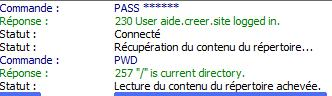 Commande : PASS ******
Réponse : 230 User aide.creer.site logged in.
Statut : Connecté
Statut : Récupération du contenu du répertoire...
Commande : PWD
Réponse : 257 "/" is current directory.
Statut : Lecture du contenu du répertoire achevée.